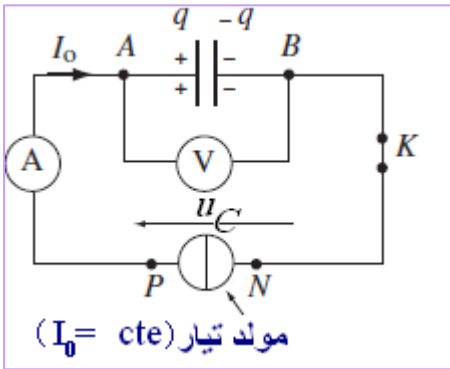 q -q
I₀ A + - B
+ -
A V K
u_C
P N
(I₀= cte) مولد تيار